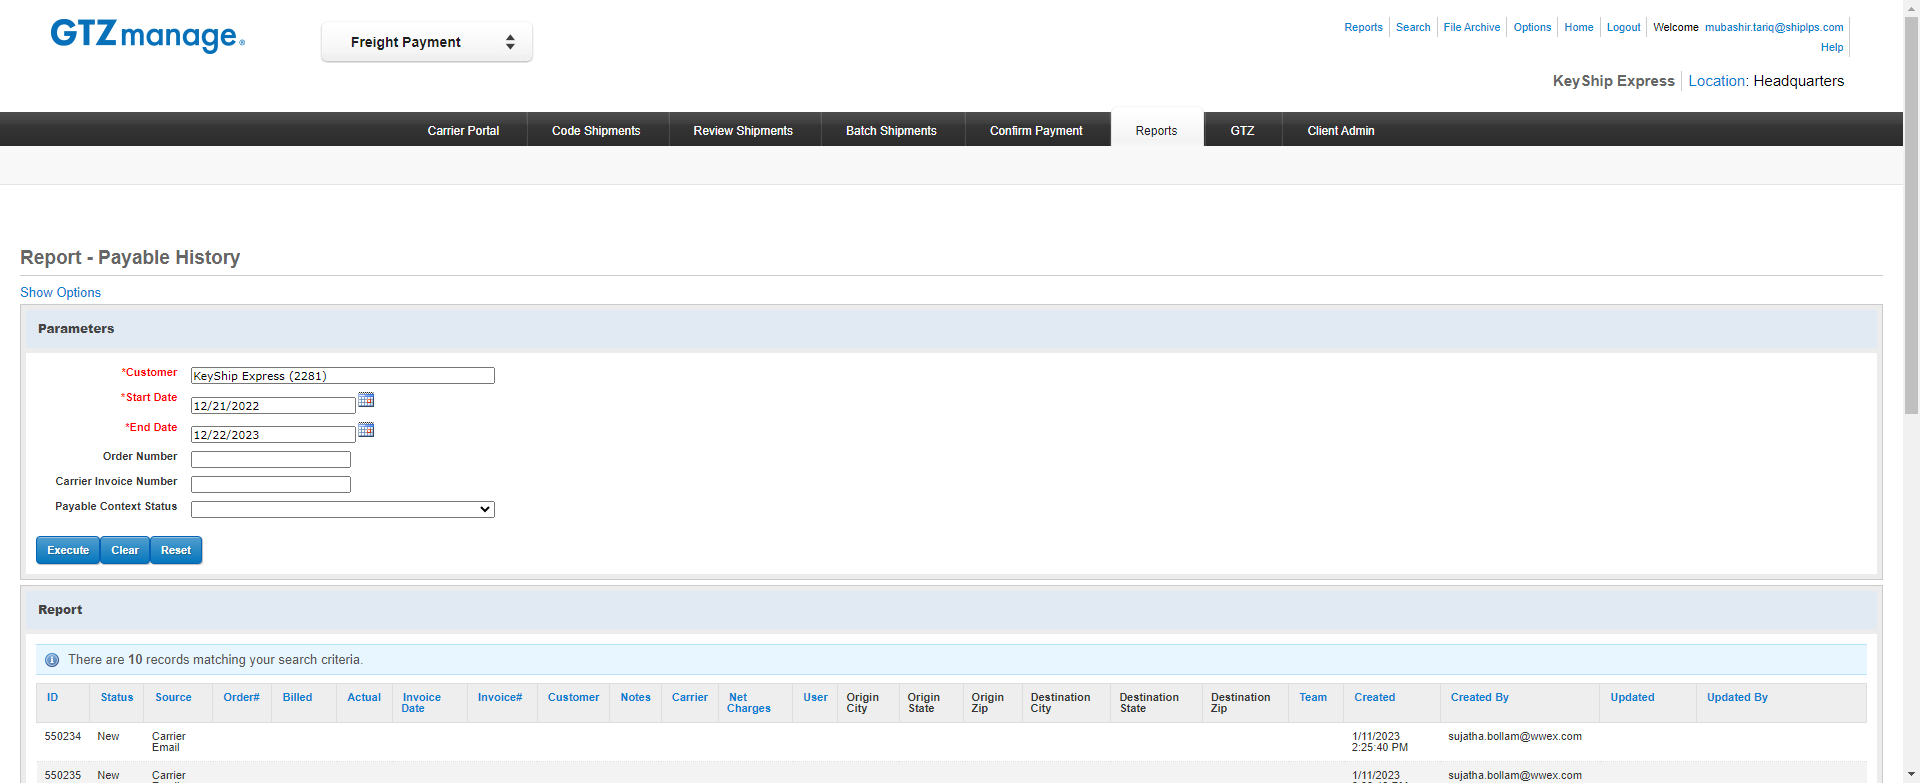 GTZmanage®
Freight Payment
Reports Search File Archive Options Home Logout Welcome mubashir.tariq@shiplps.com
Help
KeyShip Express Location: Headquarters
Carrier Portal Code Shipments Review Shipments Batch Shipments Confirm Payment Reports GTZ Client Admin
Report - Payable History
Show Options
Parameters
*Customer KeyShip Express (2281)
*Start Date 12/21/2022
*End Date 12/22/2023
Order Number
Carrier Invoice Number
Payable Context Status
Execute Clear Reset
Report
There are 10 records matching your search criteria.
ID Status Source Order# Billed Actual Invoice Date Invoice# Customer Notes Carrier Net Charges User Origin City Origin State Origin Zip Destination City Destination State Destination Zip Team Created Created By Updated Updated By
550234 New Carrier Email 1/11/2023 2:25:40 PM sujatha.bollam@wwex.com
550235 New Carrier 1/11/2023 sujatha.bollam@wwex.com